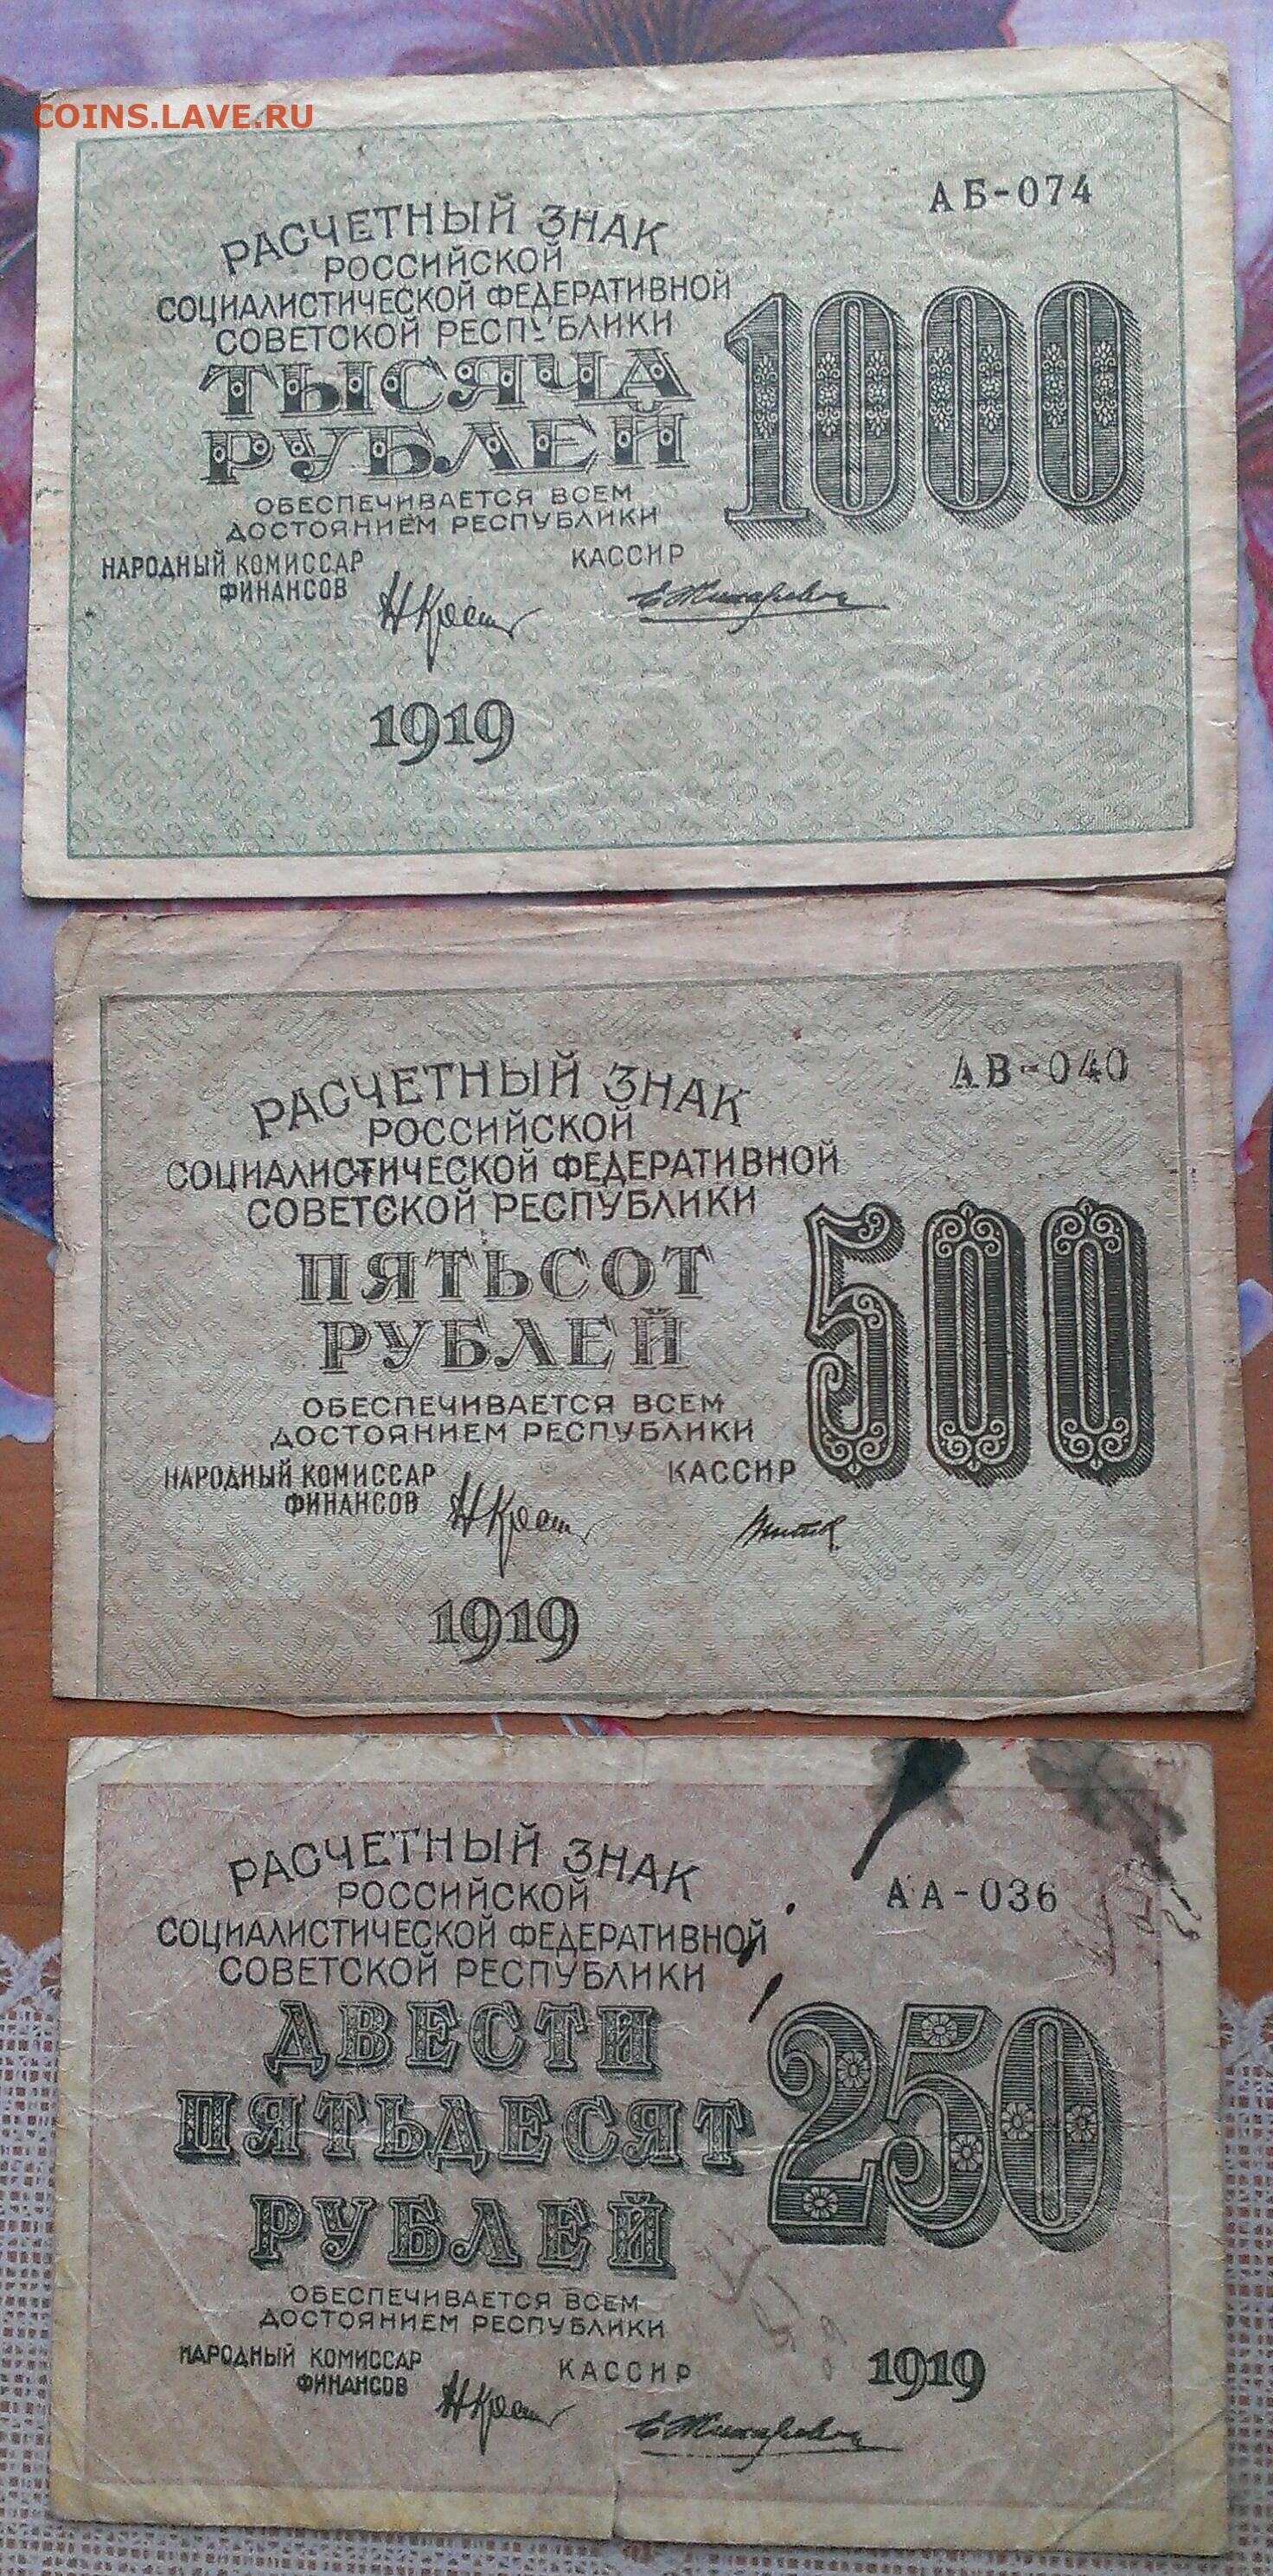 COINS.LAVE.RU
АБ-074
РАСЧЕТНЫЙ ЗНАК
РОССИЙСКОЙ
СОЦИАЛИСТИЧЕСКОЙ ФЕДЕРАТИВНОЙ
СОВЕТСКОЙ РЕСПУБЛИКИ
ТЫСЯЧА
РУБЛЕЙ
1000
ОБЕСПЕЧИВАЕТСЯ ВСЕМ
ДОСТОЯНИЕМ РЕСПУБЛИКИ
НАРОДНЫЙ КОМИССАР
ФИНАНСОВ
КАССИР
1919
АВ-040
РАСЧЕТНЫЙ ЗНАК
РОССИЙСКОЙ
СОЦИАЛИСТИЧЕСКОЙ ФЕДЕРАТИВНОЙ
СОВЕТСКОЙ РЕСПУБЛИКИ
ПЯТЬСОТ
РУБЛЕЙ
500
ОБЕСПЕЧИВАЕТСЯ ВСЕМ
ДОСТОЯНИЕМ РЕСПУБЛИКИ
НАРОДНЫЙ КОМИССАР
ФИНАНСОВ
КАССИР
1919
РАСЧЕТНЫЙ ЗНАК
АА-036
РОССИЙСКОЙ
СОЦИАЛИСТИЧЕСКОЙ ФЕДЕРАТИВНОЙ
СОВЕТСКОЙ РЕСПУБЛИКИ
ДВЕСТИ
ПЯТЬДЕСЯТ
РУБЛЕЙ
250
ОБЕСПЕЧИВАЕТСЯ ВСЕМ
ДОСТОЯНИЕМ РЕСПУБЛИКИ
НАРОДНЫЙ КОМИССАР
ФИНАНСОВ
КАССИР
1919